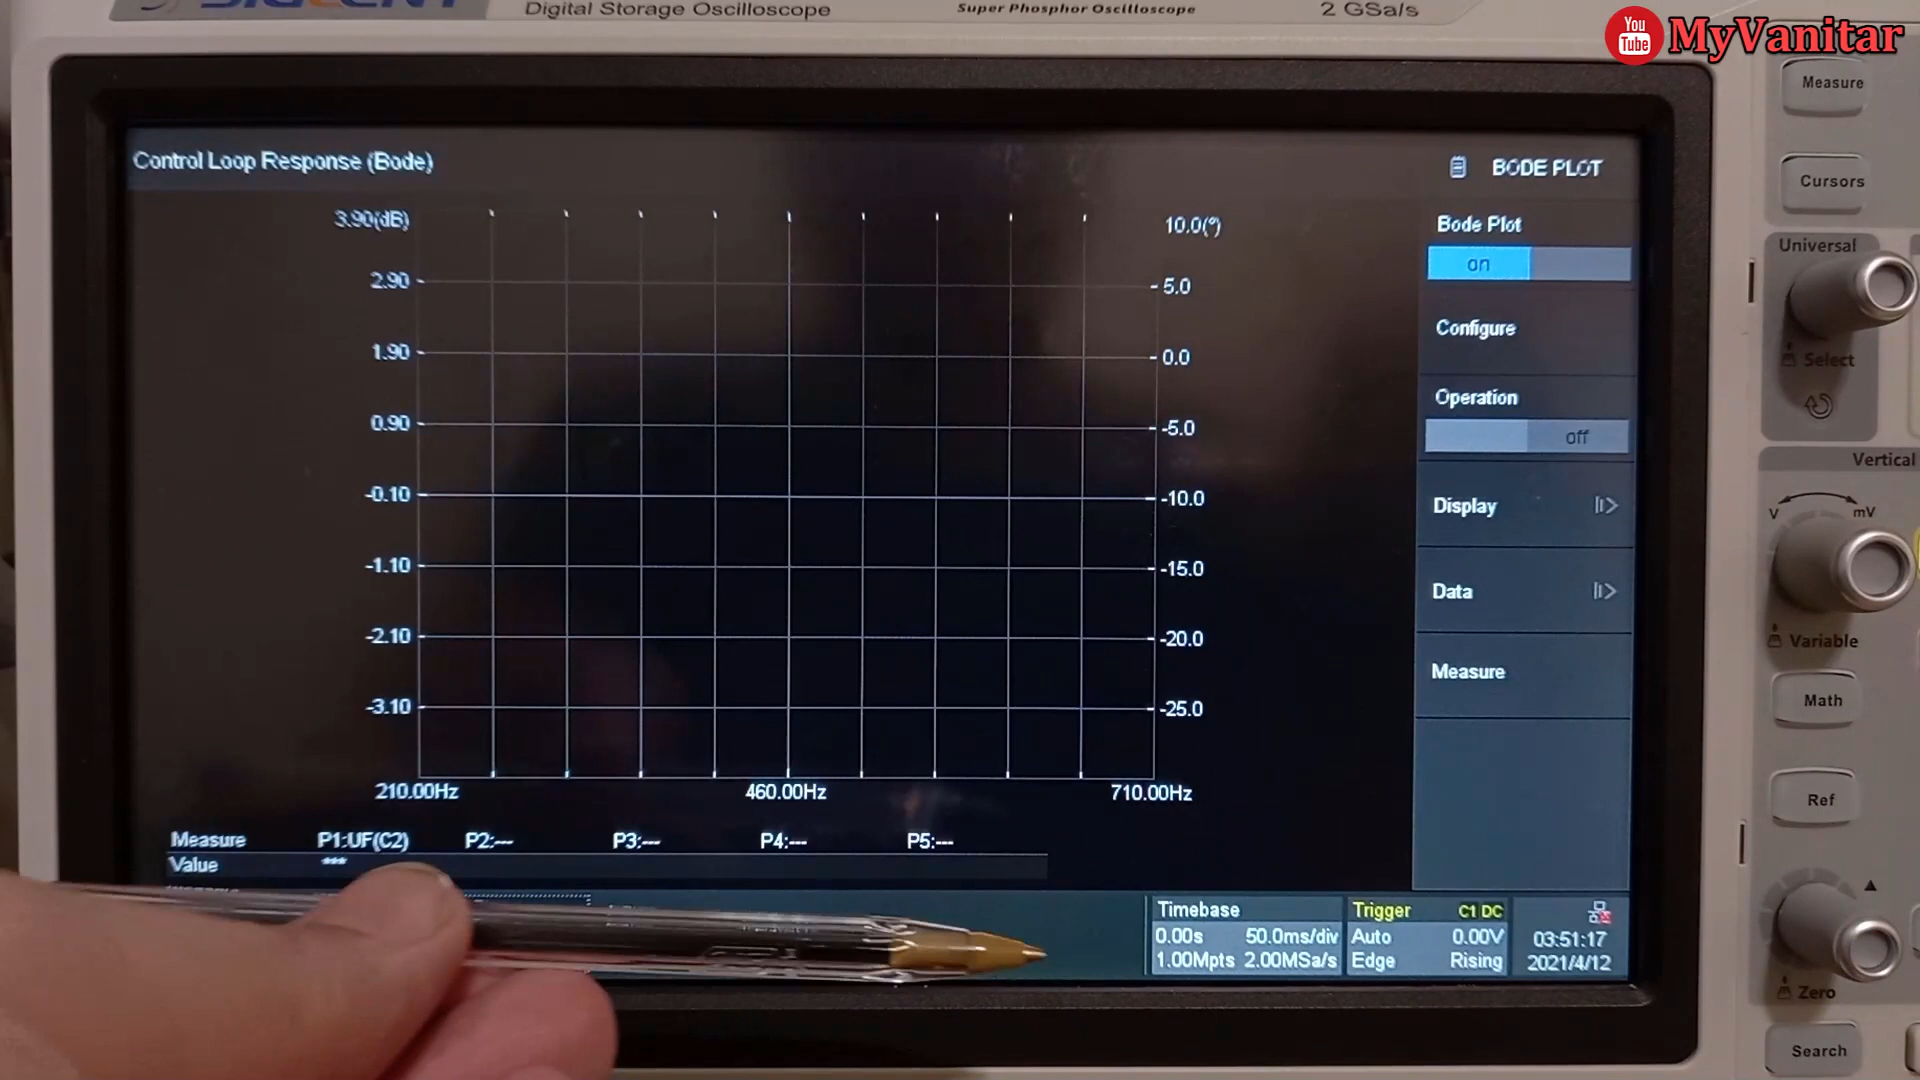 SIGLENT
Digital Storage Oscilloscope
Super Phosphor Oscilloscope
2 GSa/s
You Tube MyVanitar
Control Loop Response (Bode)
BODE PLOT
3.90(dB)
2.90
1.90
0.90
-0.10
-1.10
-2.10
-3.10
10.0(°)
5.0
0.0
-5.0
-10.0
-15.0
-20.0
-25.0
210.00Hz 460.00Hz 710.00Hz
Bode Plot
on
Configure
Operation
off
Display
Data
Measure
Measure P1:UF(C2) P2:--- P3:--- P4:--- P5:---
Value ***
Timebase
0.00s 50.0ms/div
1.00Mpts 2.00MSa/s
Trigger C1 DC
Auto 0.00V
Edge Rising
03:51:17
2021/4/12
Measure
Cursors
Universal
Select
Vertical
V mV
Variable
Math
Ref
Zero
Search